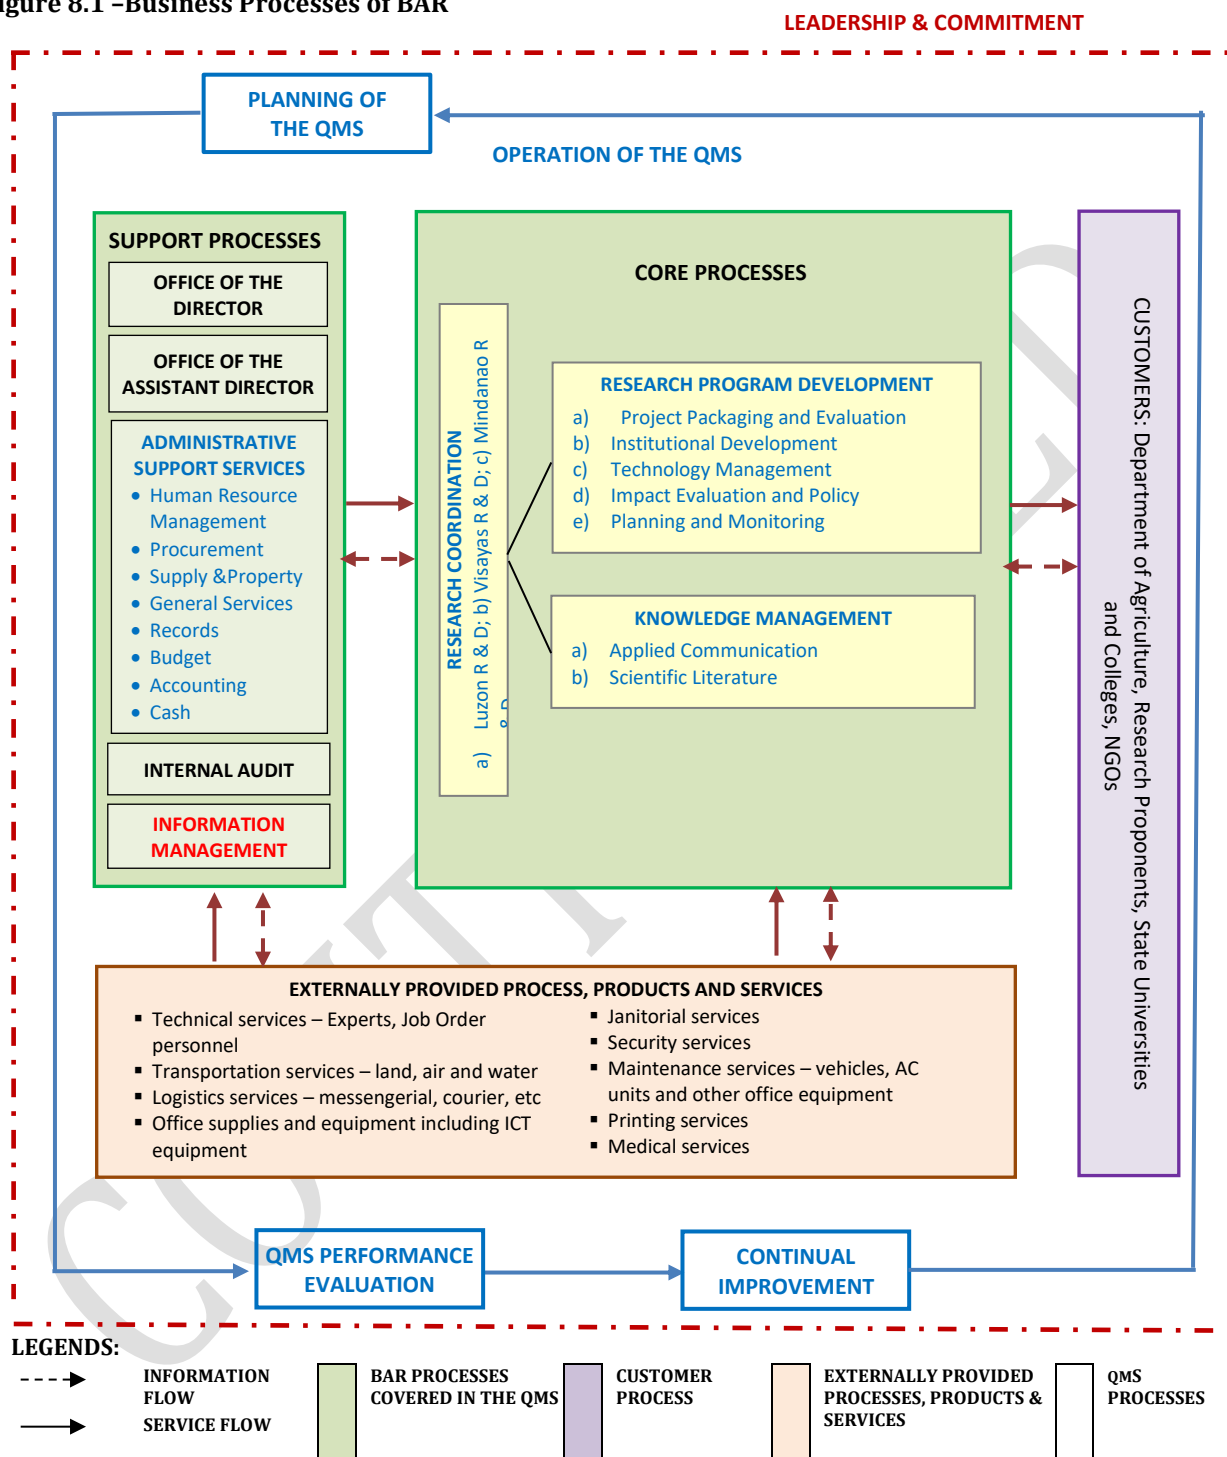 igure 8.1 –Business Processes of BAR
LEADERSHIP & COMMITMENT
PLANNING OF
THE QMS
OPERATION OF THE QMS
SUPPORT PROCESSES
OFFICE OF THE
DIRECTOR
OFFICE OF THE
ASSISTANT DIRECTOR
ADMINISTRATIVE
SUPPORT SERVICES
• Human Resource
Management
• Procurement
• Supply &Property
• General Services
• Records
• Budget
• Accounting
• Cash
INTERNAL AUDIT
INFORMATION
MANAGEMENT
CORE PROCESSES
RESEARCH COORDINATION
a) Luzon R & D; b) Visayas R & D; c) Mindanao R
& D
RESEARCH PROGRAM DEVELOPMENT
a) Project Packaging and Evaluation
b) Institutional Development
c) Technology Management
d) Impact Evaluation and Policy
e) Planning and Monitoring
KNOWLEDGE MANAGEMENT
a) Applied Communication
b) Scientific Literature
CUSTOMERS: Department of Agriculture, Research Proponents, State Universities
and Colleges, NGOs
EXTERNALLY PROVIDED PROCESS, PRODUCTS AND SERVICES
▪ Technical services – Experts, Job Order
personnel
▪ Transportation services – land, air and water
▪ Logistics services – messengerial, courier, etc
▪ Office supplies and equipment including ICT
equipment
▪ Janitorial services
▪ Security services
▪ Maintenance services – vehicles, AC
units and other office equipment
▪ Printing services
▪ Medical services
QMS PERFORMANCE
EVALUATION
CONTINUAL
IMPROVEMENT
LEGENDS:
INFORMATION
FLOW
SERVICE FLOW
BAR PROCESSES
COVERED IN THE QMS
CUSTOMER
PROCESS
EXTERNALLY PROVIDED
PROCESSES, PRODUCTS &
SERVICES
QMS
PROCESSES